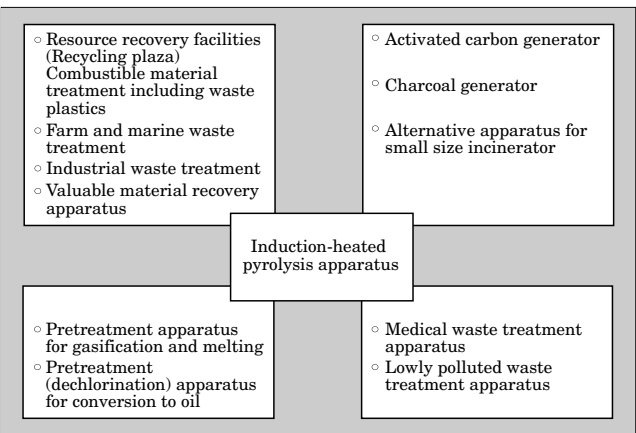 ○ Resource recovery facilities
(Recycling plaza)
Combustible material
treatment including waste
plastics
○ Farm and marine waste
treatment
○ Industrial waste treatment
○ Valuable material recovery
apparatus
○ Activated carbon generator
○ Charcoal generator
○ Alternative apparatus for
small size incinerator
Induction-heated
pyrolysis apparatus
○ Pretreatment apparatus
for gasification and melting
○ Pretreatment
(dechlorination) apparatus
for conversion to oil
○ Medical waste treatment
apparatus
○ Lowly polluted waste
treatment apparatus